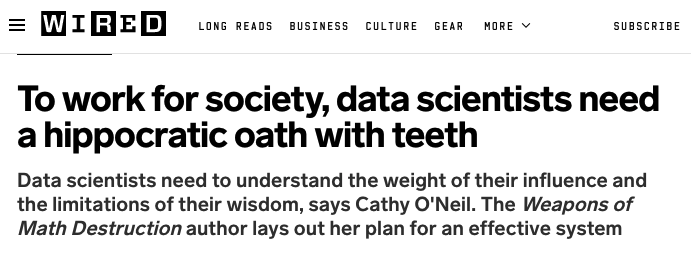 WIRED LONG READS BUSINESS CULTURE GEAR MORE SUBSCRIBE
To work for society, data scientists need
a hippocratic oath with teeth
Data scientists need to understand the weight of their influence and
the limitations of their wisdom, says Cathy O'Neil. The Weapons of
Math Destruction author lays out her plan for an effective system